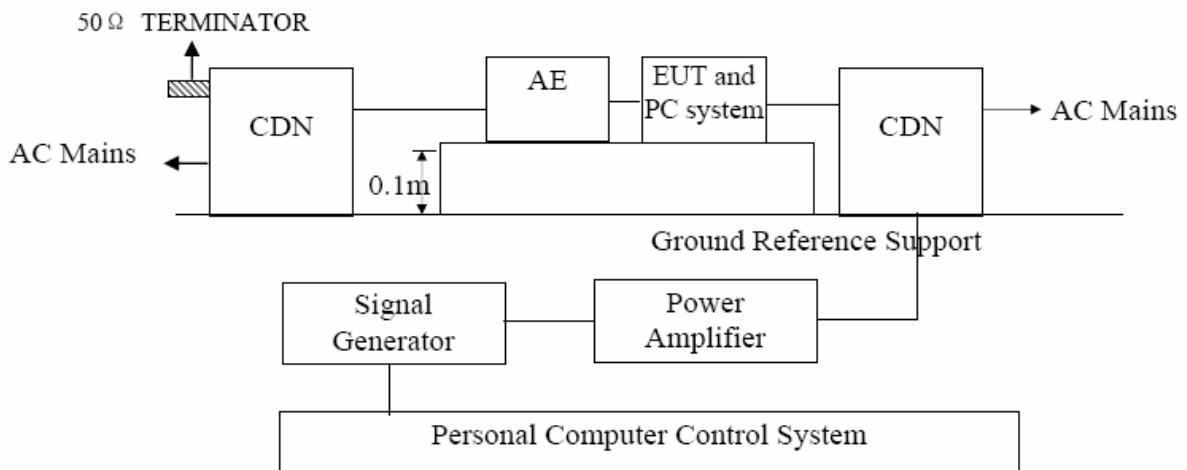 50Ω TERMINATOR
AE
EUT and
PC system
CDN
CDN
AC Mains
AC Mains
0.1m
Ground Reference Support
Signal
Generator
Power
Amplifier
Personal Computer Control System